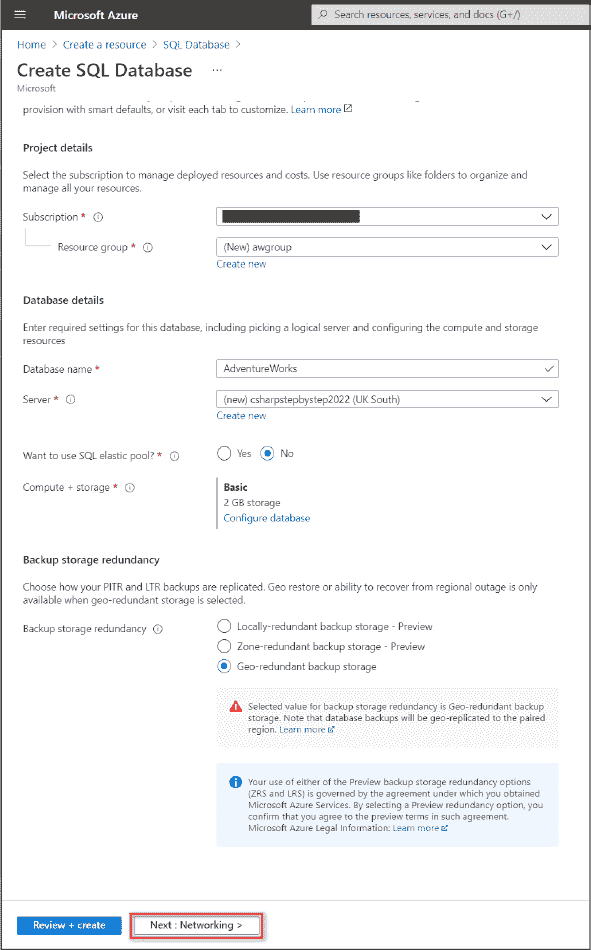 Microsoft Azure
Search resources, services, and docs (G+/)
Home > Create a resource > SQL Database >
Create SQL Database ...
Microsoft
provision with smart defaults, or visit each tab to customize. Learn more
Project details
Select the subscription to manage deployed resources and costs. Use resource groups like folders to organize and
manage all your resources.
Subscription *
Resource group *
(New) awgroup
Create new
Database details
Enter required settings for this database, including picking a logical server and configuring the compute and storage
resources
Database name *
AdventureWorks
Server *
(new) csharpstepbystep2022 (UK South)
Create new
Want to use SQL elastic pool? *
Yes
No
Compute + storage *
Basic
2 GB storage
Configure database
Backup storage redundancy
Choose how your PITR and LTR backups are replicated. Geo restore or ability to recover from regional outage is only
available when geo-redundant storage is selected.
Backup storage redundancy
Locally-redundant backup storage - Preview
Zone-redundant backup storage - Preview
Geo-redundant backup storage
Selected value for backup storage redundancy is Geo-redundant backup
storage. Note that database backups will be geo-replicated to the paired
region. Learn more
Your use of either of the Preview backup storage redundancy options
(ZRS and LRS) is governed by the agreement under which you obtained
Microsoft Azure Services. By selecting a Preview redundancy option, you
confirm that you agree to the preview terms in such agreement.
Microsoft Azure Legal Information: Learn more
Review + create
Next : Networking >